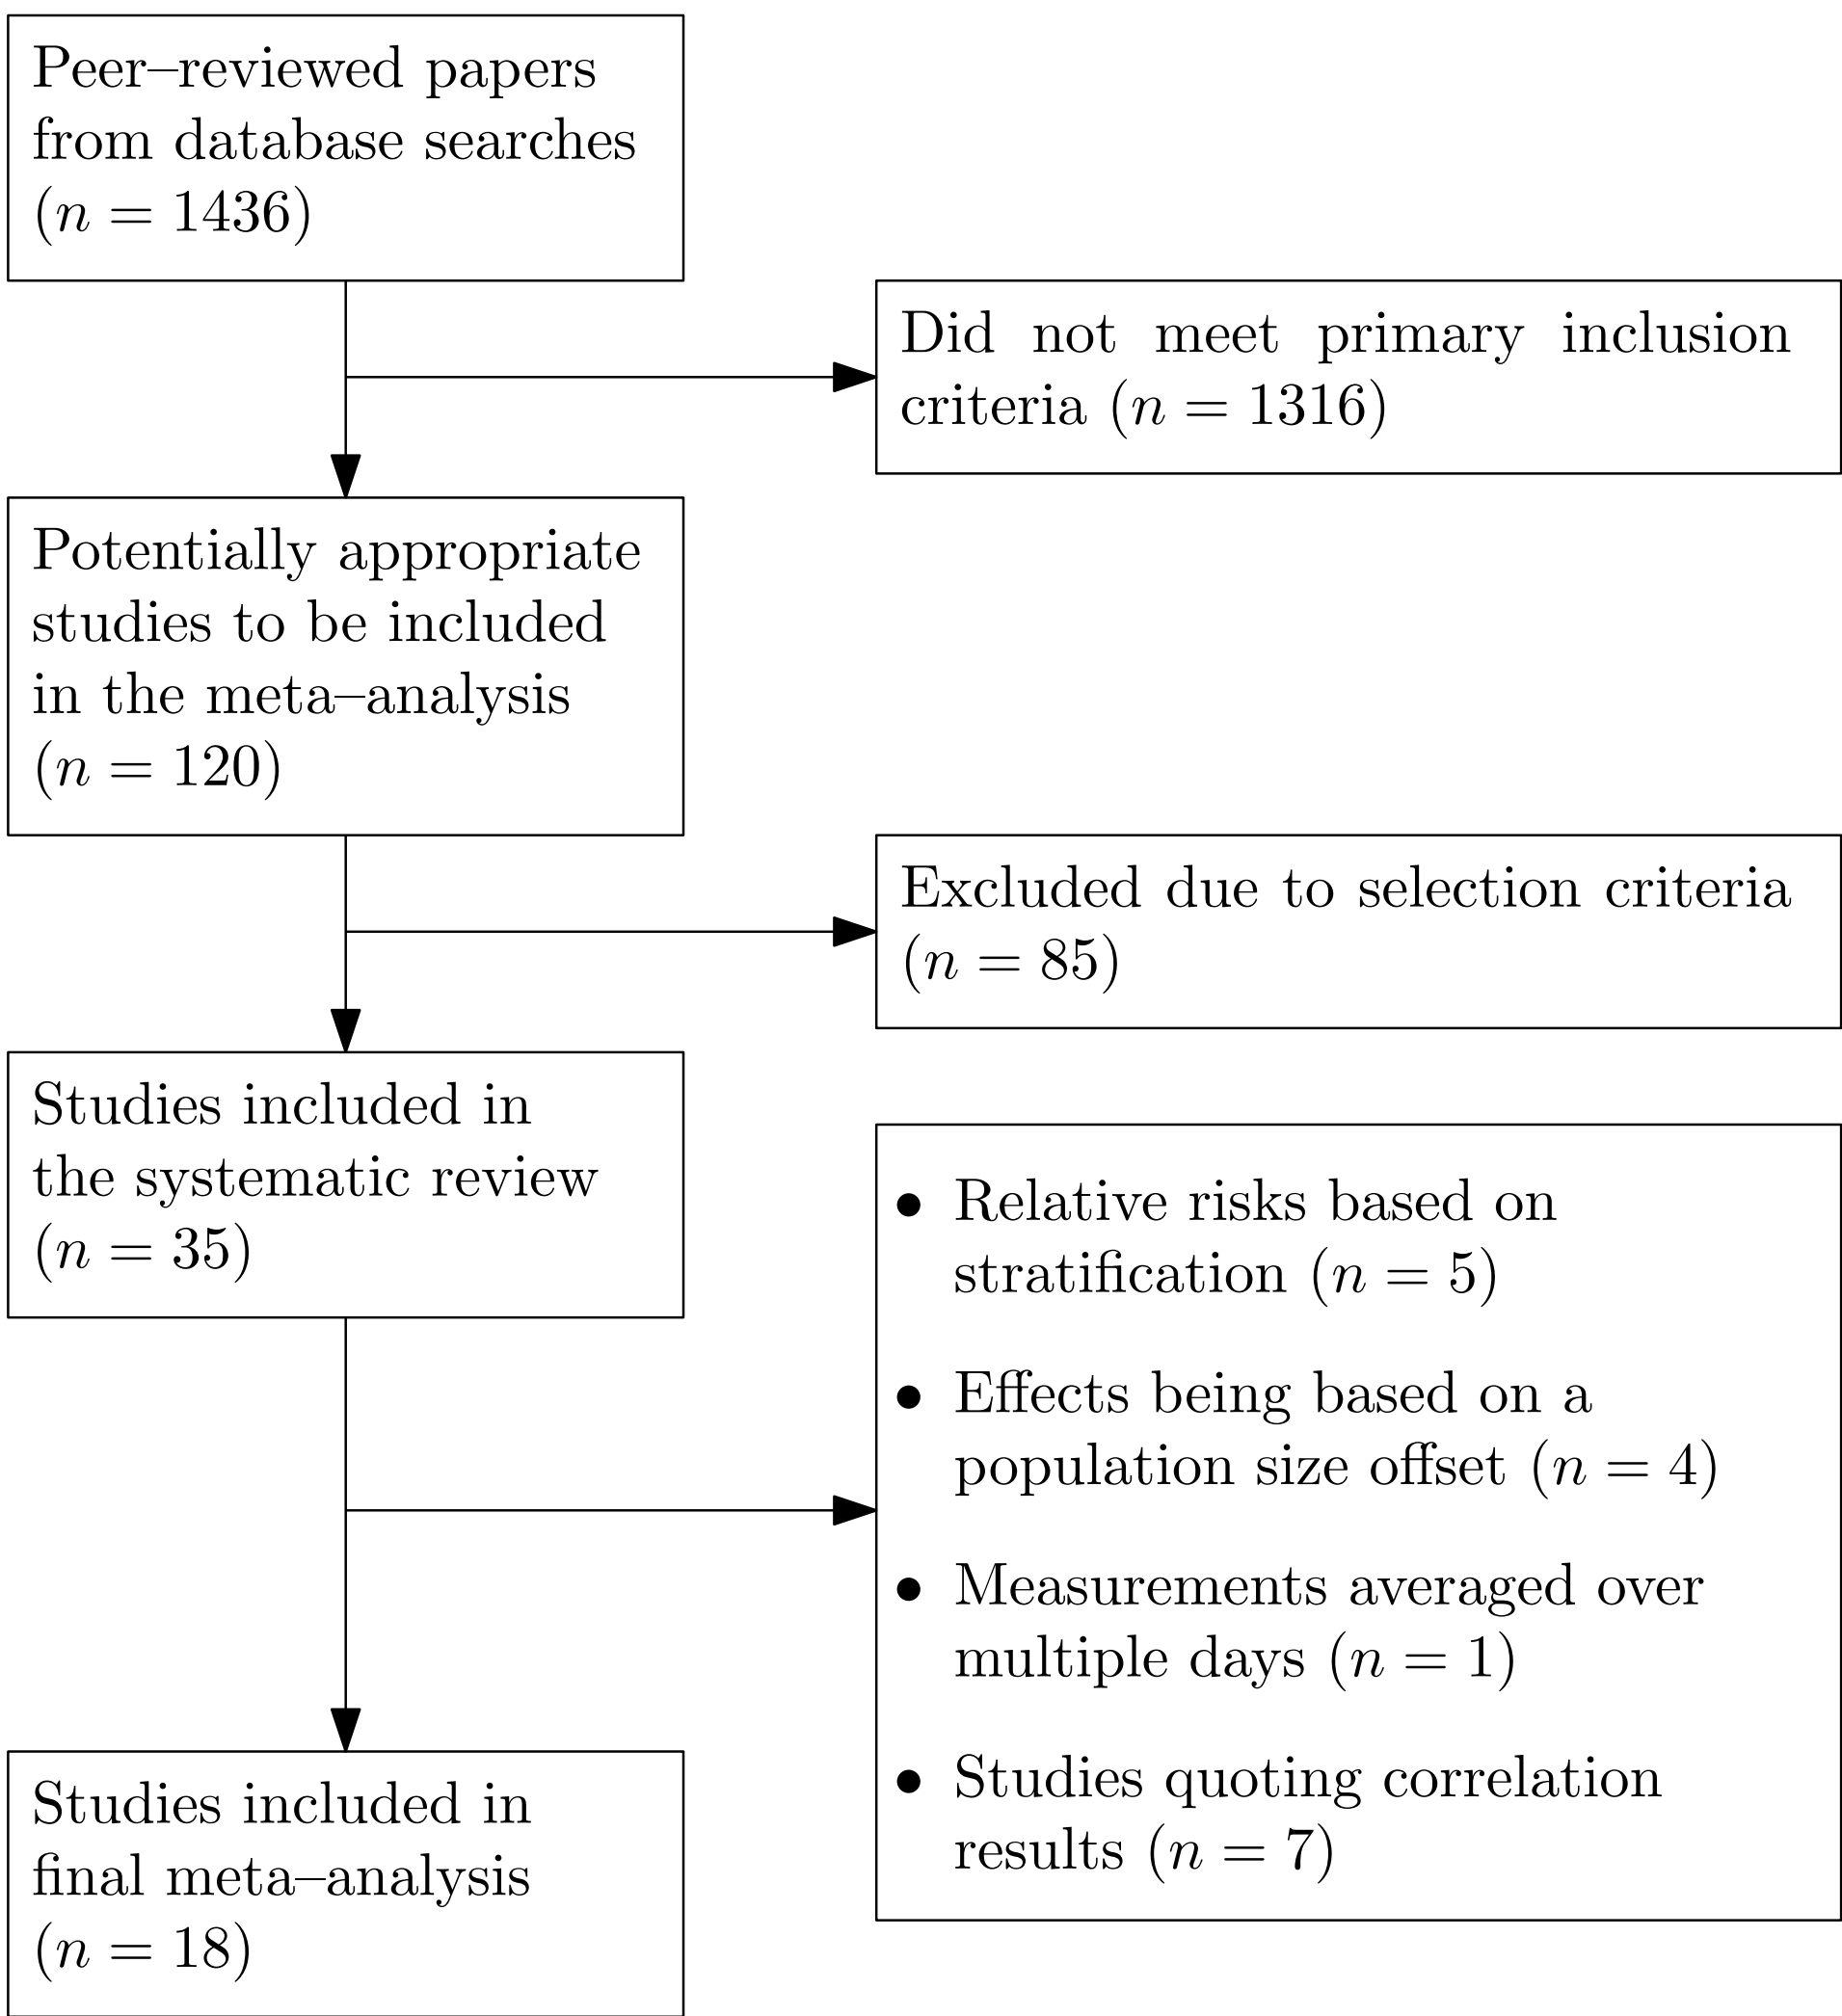 Peer–reviewed papers
from database searches
(n = 1436)
Did not meet primary inclusion
criteria (n = 1316)
Potentially appropriate
studies to be included
in the meta–analysis
(n = 120)
Excluded due to selection criteria
(n = 85)
Studies included in
the systematic review
(n = 35)
• Relative risks based on
stratification (n = 5)
• Effects being based on a
population size offset (n = 4)
• Measurements averaged over
multiple days (n = 1)
• Studies quoting correlation
results (n = 7)
Studies included in
final meta–analysis
(n = 18)